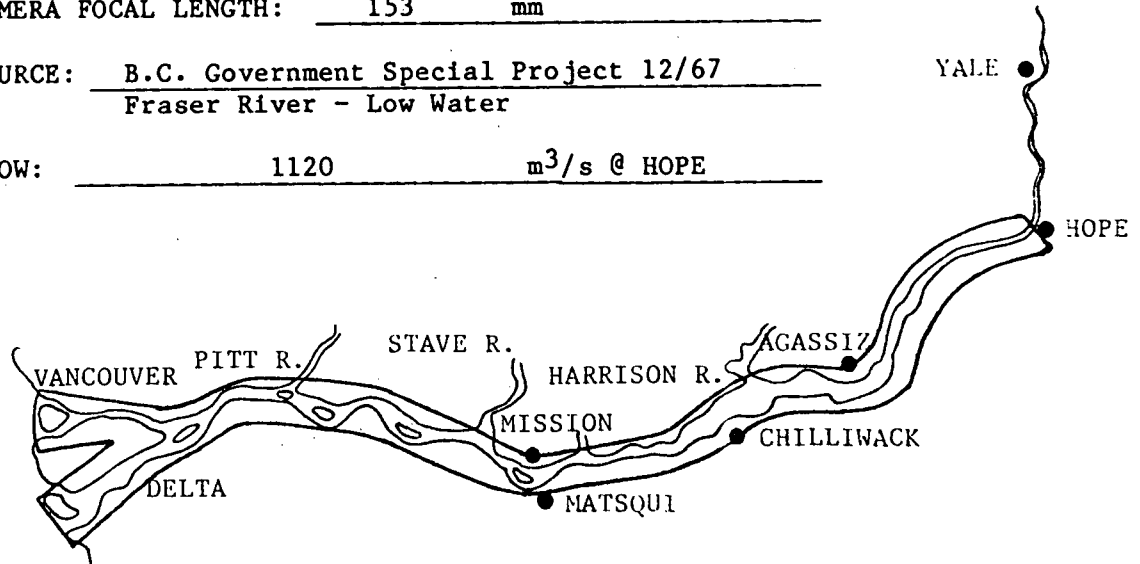 MERA FOCAL LENGTH: 153 mm
URCE: B.C. Government Special Project 12/67
Fraser River - Low Water
OW: 1120 m³/s @ HOPE
YALE
HOPE
AGASSIZ
STAVE R.
PITT R.
HARRISON R.
VANCOUVER
MISSION
CHILLIWACK
DELTA
MATSQUI